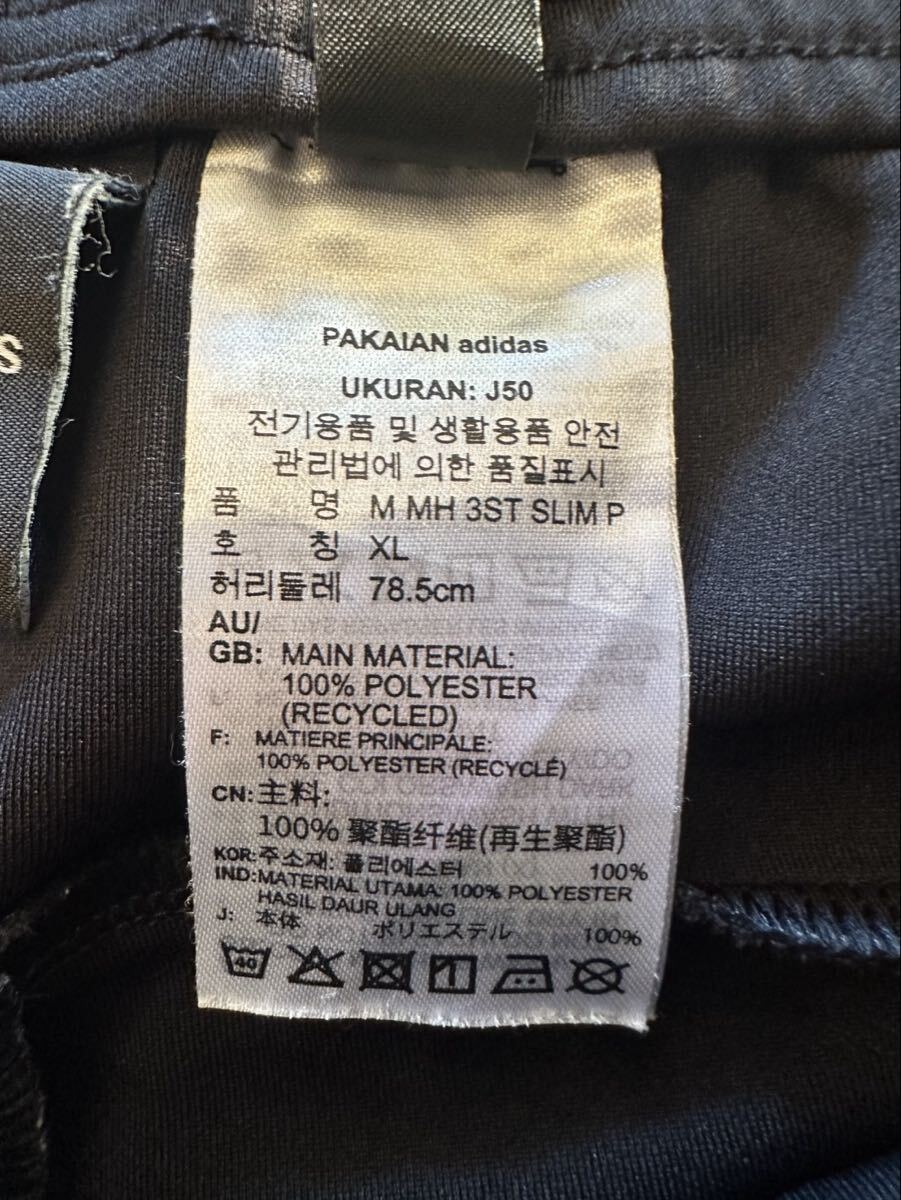 PAKAIAN adidas
UKURAN: J50
전기용품 및 생활용품 안전
관리법에 의한 품질표시
품 명 M MH 3ST SLIM P
호 칭 XL
허리둘레 78.5cm
AU/
GB: MAIN MATERIAL:
100% POLYESTER
(RECYCLED)
F: MATIERE PRINCIPALE:
100% POLYESTER (RECYCLÉ)
CN: 主料:
100% 聚酯纤维(再生聚酯)
KOR: 주소재: 폴리에스터 100%
IND: MATERIAL UTAMA: 100% POLYESTER
HASIL DAUR ULANG
J: 本体 ポリエステル 100%
40
S